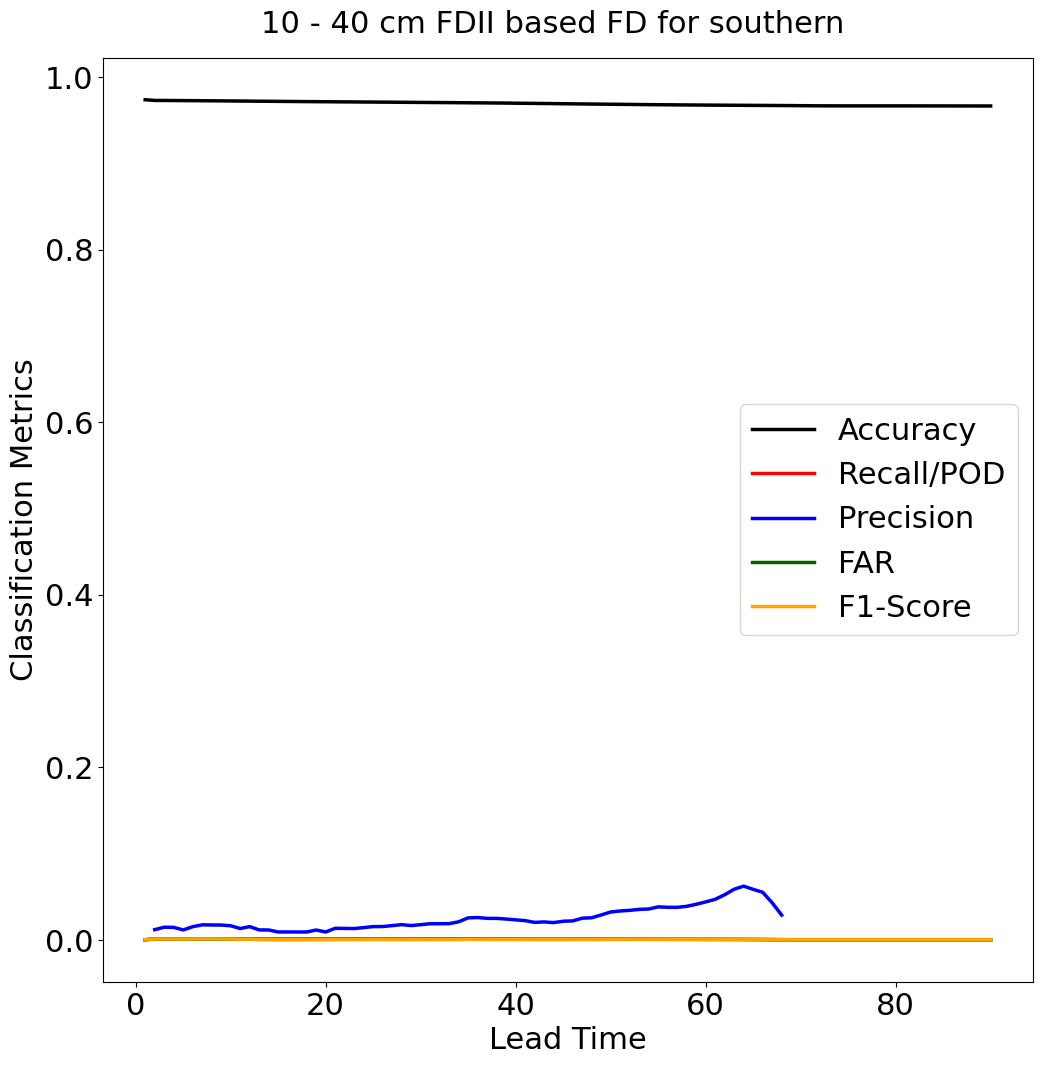 10 - 40 cm FDII based FD for southern
1.0
0.8
0.6
0.4
0.2
0.0
Classification Metrics
Accuracy
Recall/POD
Precision
FAR
F1-Score
0 20 40 60 80
Lead Time